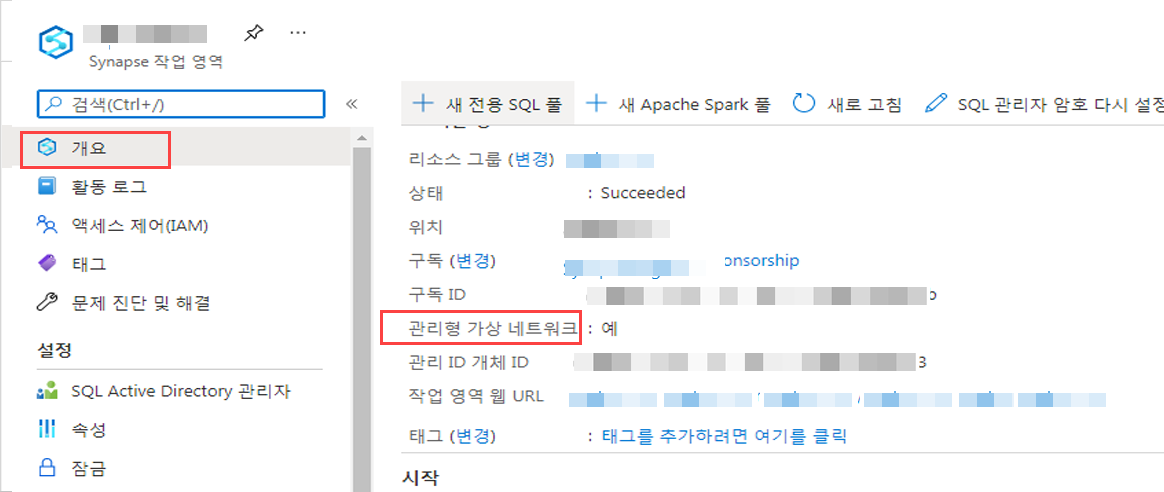 Synapse 작업 영역
검색(Ctrl+/)
개요
활동 로그
액세스 제어(IAM)
태그
문제 진단 및 해결
설정
SQL Active Directory 관리자
속성
잠금
새 전용 SQL 풀
새 Apache Spark 풀
새로 고침
SQL 관리자 암호 다시 설정
리소스 그룹 (변경)
상태 : Succeeded
위치
구독 (변경) onsorship
구독 ID
관리형 가상 네트워크 : 예
관리 ID 개체 ID 3
작업 영역 웹 URL
태그 (변경) : 태그를 추가하려면 여기를 클릭
시작